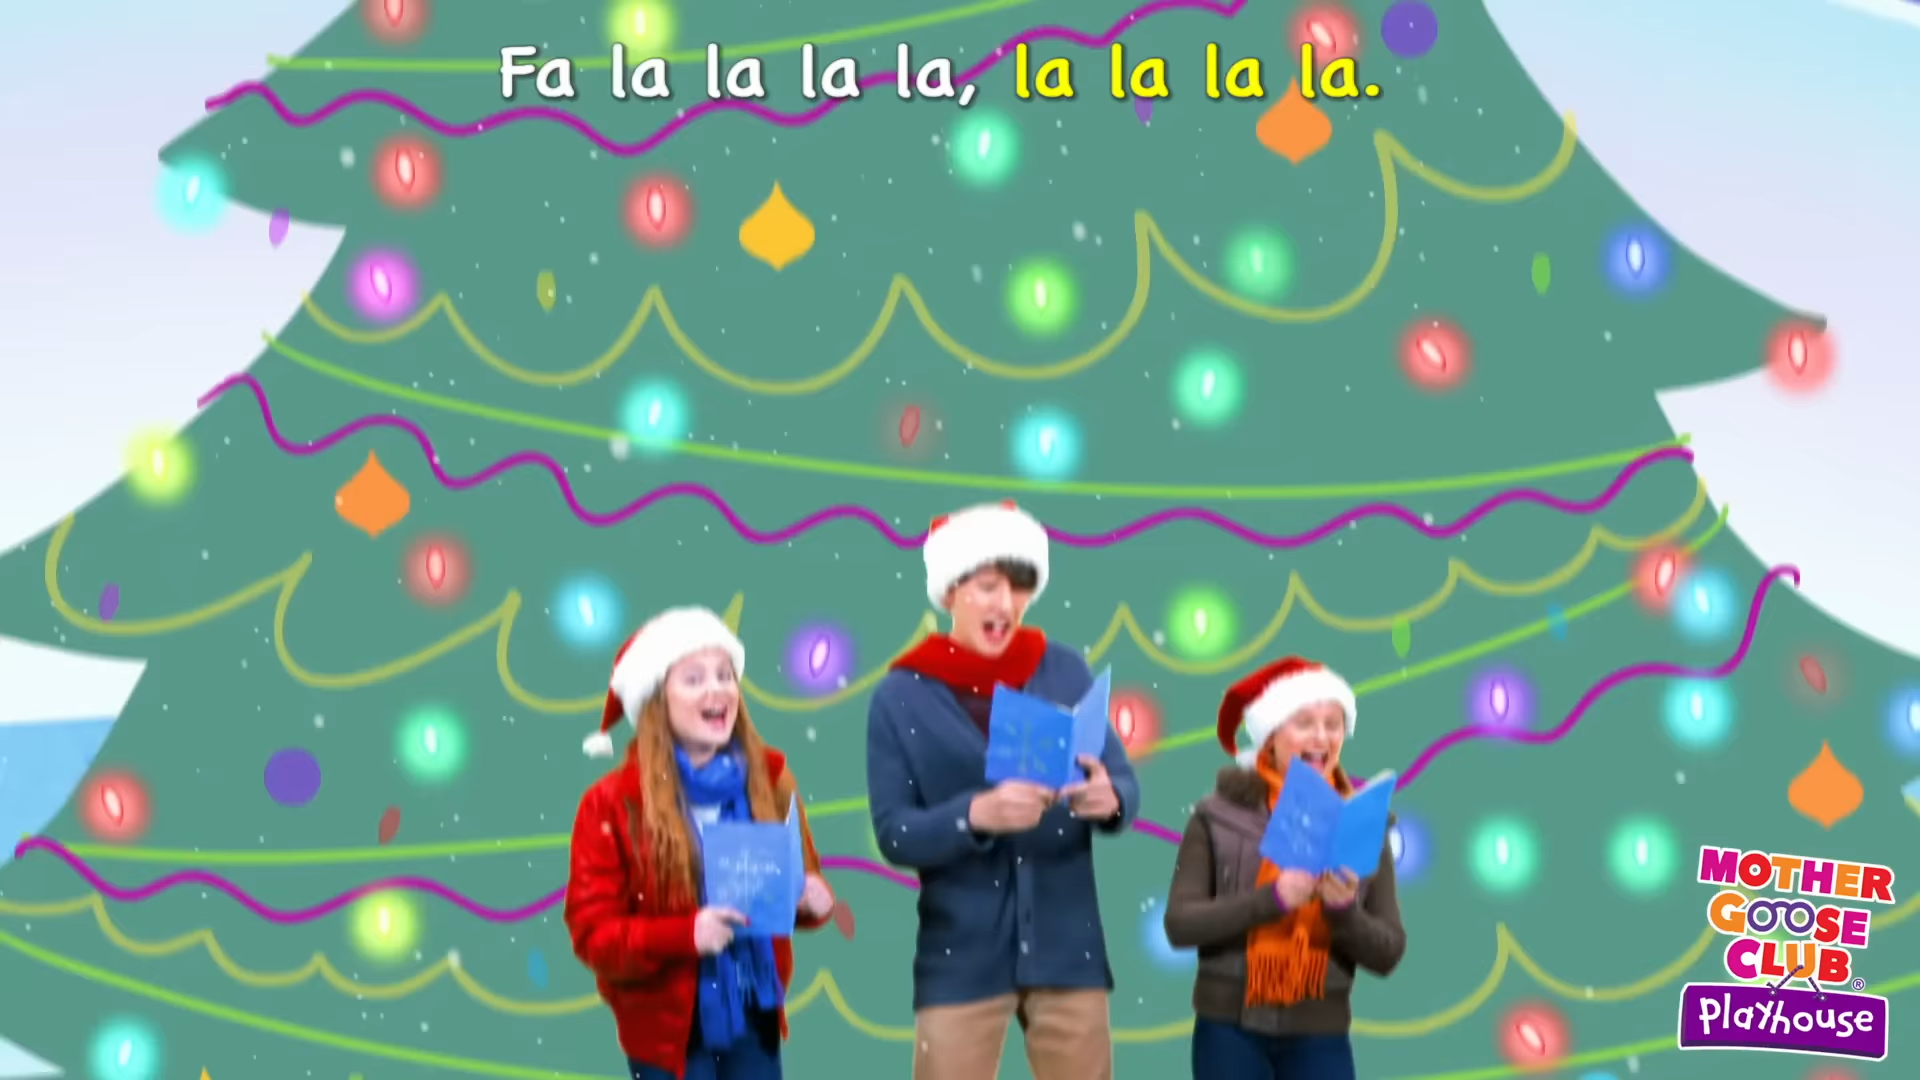 Fa la la la la, la la la la.
MOTHER
GOOSE
CLUB®
Playhouse